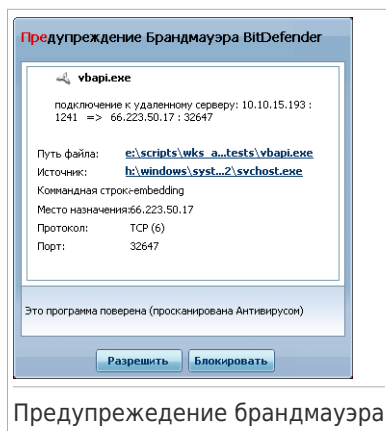 Предупреждение Брандмауэра BitDefender
vbapi.exe
подключение к удаленному серверу: 10.10.15.193 :
1241 => 66.223.50.17 : 32647
Путь файла: e:\scripts\wks_a...tests\vbapi.exe
Источник: h:\windows\syst...2\svchost.exe
Коммандная строка-embedding
Место назначения:66.223.50.17
Протокол: TCP (6)
Порт: 32647
Это программа поверена (просканирована Антивирусом)
Разрешить Блокировать
Предупрежедение брандмауэра